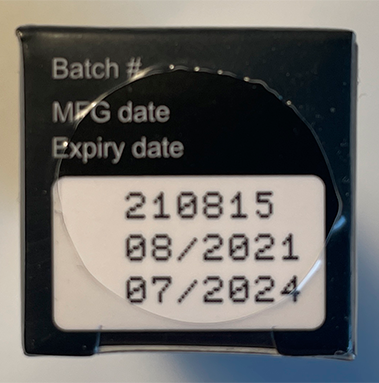 Batch #
MFG date
Expiry date
210815
08/2021
07/2024